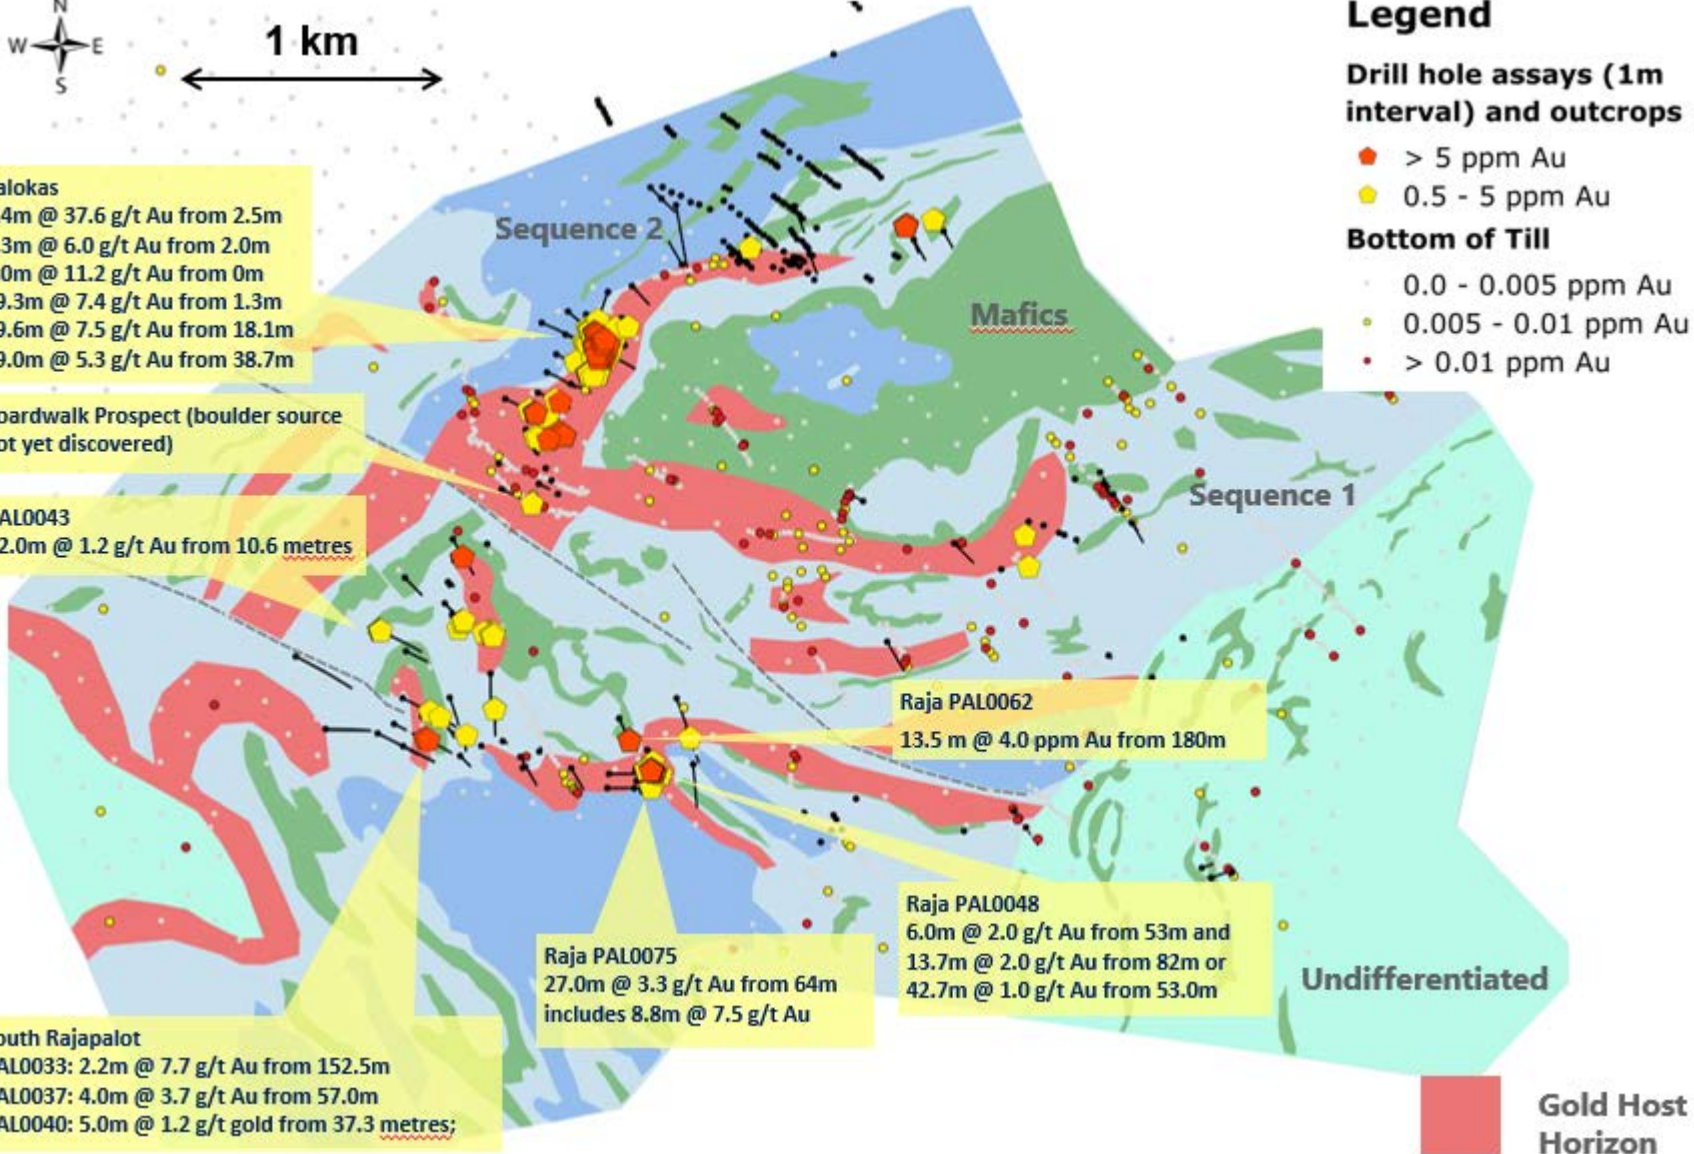 N
W E
S
1 km
Legend
Drill hole assays (1m
interval) and outcrops
> 5 ppm Au
0.5 - 5 ppm Au
Bottom of Till
0.0 - 0.005 ppm Au
0.005 - 0.01 ppm Au
> 0.01 ppm Au
alokas
4m @ 37.6 g/t Au from 2.5m
3m @ 6.0 g/t Au from 2.0m
0m @ 11.2 g/t Au from 0m
9.3m @ 7.4 g/t Au from 1.3m
9.6m @ 7.5 g/t Au from 18.1m
9.0m @ 5.3 g/t Au from 38.7m
Sequence 2
Mafics
oardwalk Prospect (boulder source
ot yet discovered)
AL0043
2.0m @ 1.2 g/t Au from 10.6 metres
Sequence 1
Raja PAL0062
13.5 m @ 4.0 ppm Au from 180m
Raja PAL0048
6.0m @ 2.0 g/t Au from 53m and
13.7m @ 2.0 g/t Au from 82m or
42.7m @ 1.0 g/t Au from 53.0m
Raja PAL0075
27.0m @ 3.3 g/t Au from 64m
includes 8.8m @ 7.5 g/t Au
Undifferentiated
outh Rajapalot
AL0033: 2.2m @ 7.7 g/t Au from 152.5m
AL0037: 4.0m @ 3.7 g/t Au from 57.0m
AL0040: 5.0m @ 1.2 g/t gold from 37.3 metres;
Gold Host
Horizon